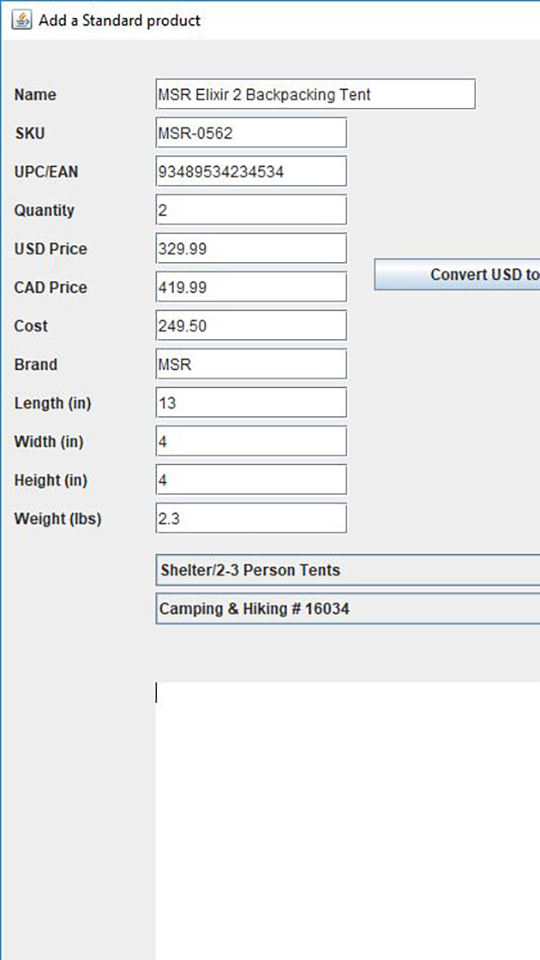 Add a Standard product
Name MSR Elixir 2 Backpacking Tent
SKU MSR-0562
UPC/EAN 93489534234534
Quantity 2
USD Price 329.99
Convert USD to
CAD Price 419.99
Cost 249.50
Brand MSR
Length (in) 13
Width (in) 4
Height (in) 4
Weight (lbs) 2.3
Shelter/2-3 Person Tents
Camping & Hiking # 16034